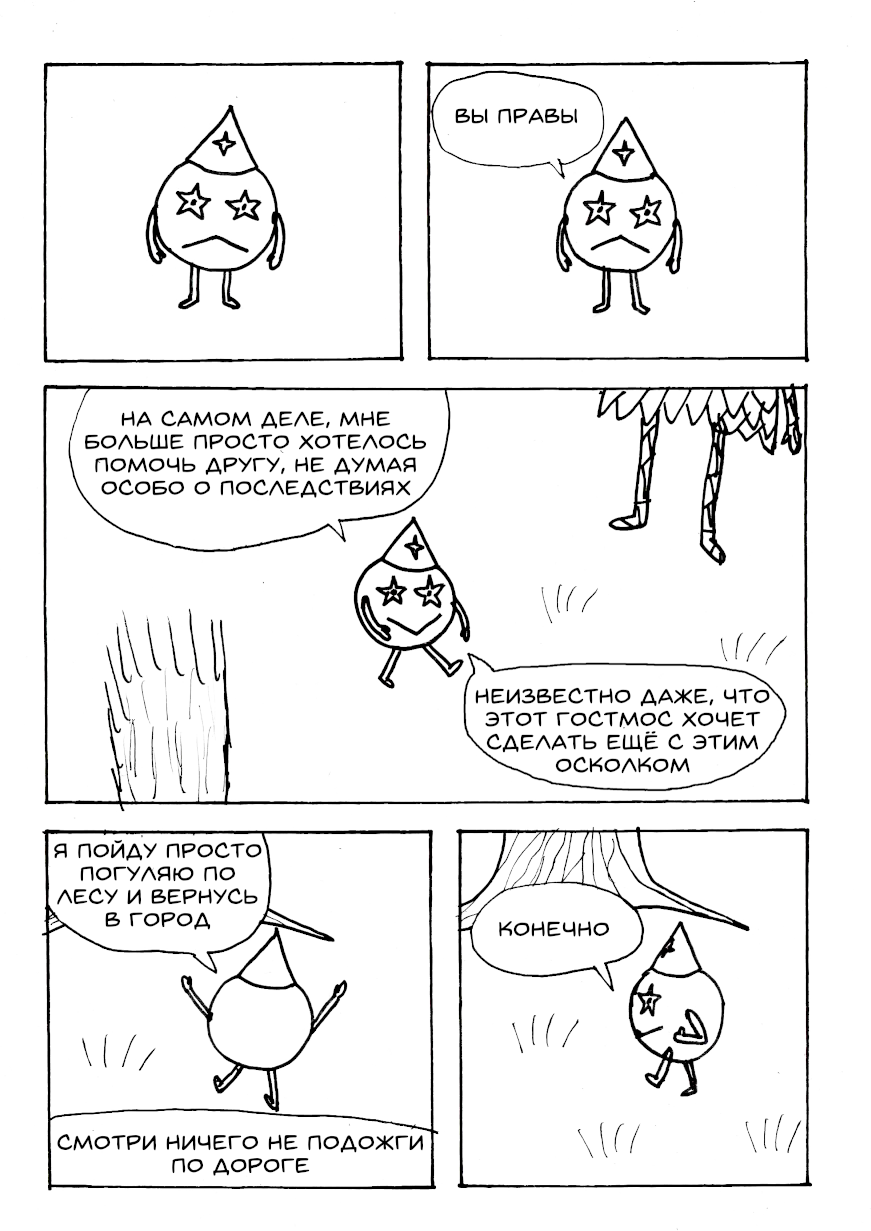 ВЫ ПРАВЫ
НА САМОМ ДЕЛЕ, МНЕ
БОЛЬШЕ ПРОСТО ХОТЕЛОСЬ
ПОМОЧЬ ДРУГУ, НЕ ДУМАЯ
ОСОБО О ПОСЛЕДСТВИЯХ
НЕИЗВЕСТНО ДАЖЕ, ЧТО
ЭТОТ ГОСТМОС ХОЧЕТ
СДЕЛАТЬ ЕЩЁ С ЭТИМ
ОСКОЛКОМ
Я ПОЙДУ ПРОСТО
ПОГУЛЯЮ ПО
ЛЕСУ И ВЕРНУСЬ
В ГОРОД
СМОТРИ НИЧЕГО НЕ ПОДОЖГИ
ПО ДОРОГЕ
КОНЕЧНО